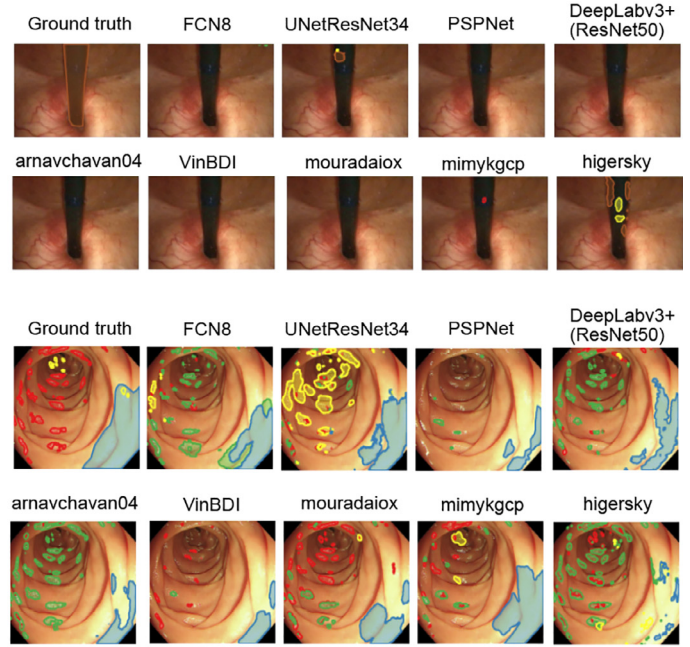 Ground truth FCN8 UNetResNet34 PSPNet DeepLabv3+
(ResNet50)
arnavchavan04 VinBDI mouradaiox mimykgcp higersky
Ground truth FCN8 UNetResNet34 PSPNet DeepLabv3+
(ResNet50)
arnavchavan04 VinBDI mouradaiox mimykgcp higersky